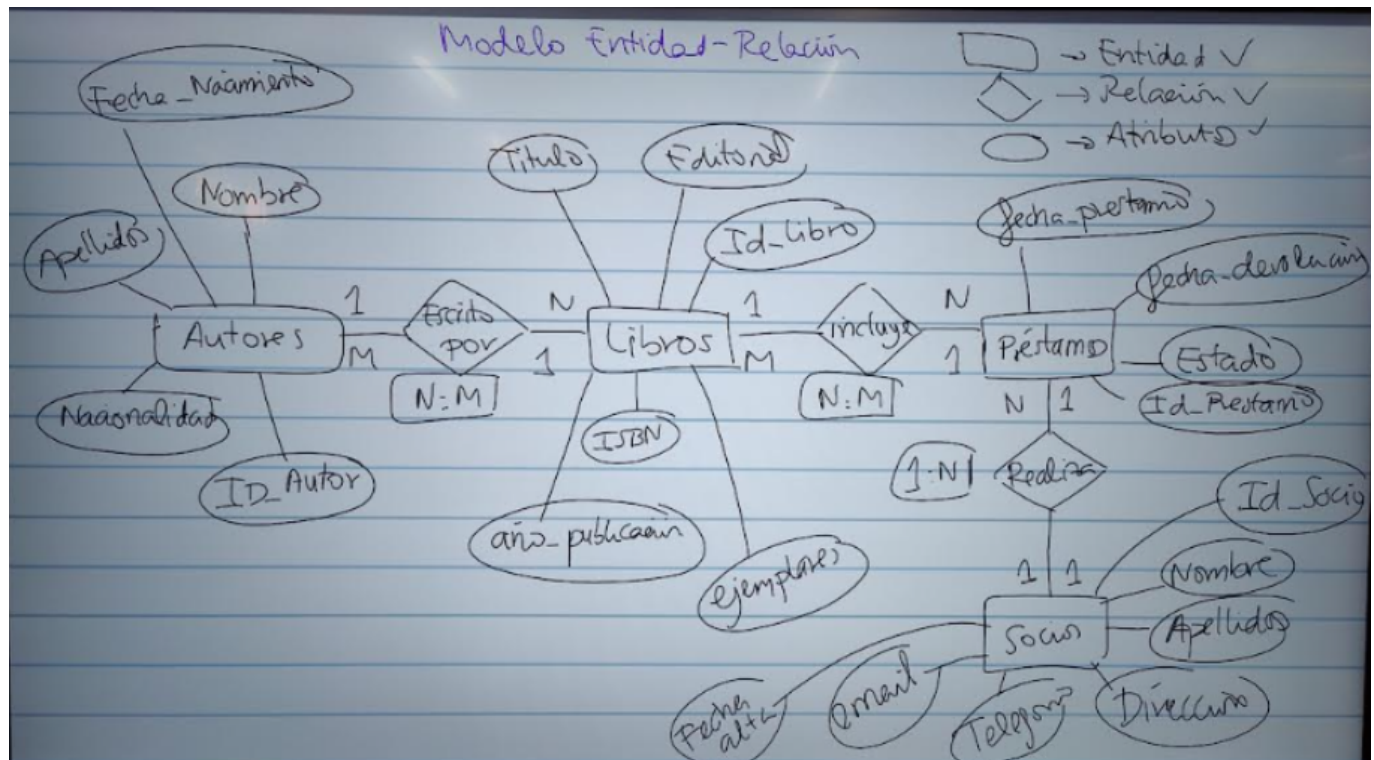 Modelo Entidad-Relación
→ Entidad ✓
→ Relación ✓
→ Atributo ✓
Fecha_Nacimiento
Nombre
Apellidos
Autores
Nacionalidad
ID_Autor
1
M
Escrito
por
N
1
N:M
Titulo
Editorial
Id_Libro
Libros
ISBN
año_publicación
ejemplares
1
M
incluye
N
1
N:M
fecha_prestamo
fecha_devolución
Préstamo
Estado
Id_Prestamo
N 1
1:N
Realiza
1 1
Socios
Id_Socio
Nombre
Apellidos
Dirección
Telefono
email
Fecha
alta